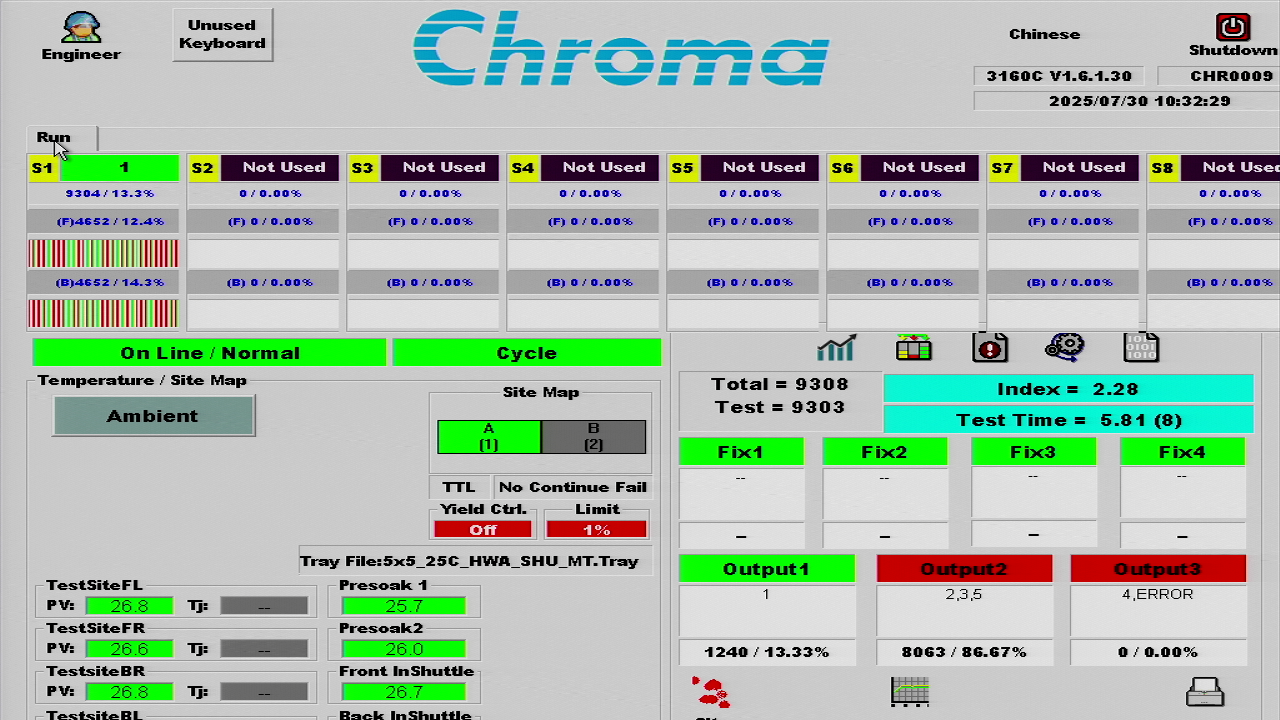 Engineer
Unused
Keyboard
Chroma
Chinese
Shutdown
3160C V1.6.1.30
CHR0009
2025/07/30 10:32:29
Run
S1 1 S2 Not Used S3 Not Used S4 Not Used S5 Not Used S6 Not Used S7 Not Used S8 Not Use
9304 / 13.3% 0 / 0.00% 0 / 0.00% 0 / 0.00% 0 / 0.00% 0 / 0.00% 0 / 0.00% 0 / 0.00%
(F)4652 / 12.4% (F) 0 / 0.00% (F) 0 / 0.00% (F) 0 / 0.00% (F) 0 / 0.00% (F) 0 / 0.00% (F) 0 / 0.00% (F) 0 / 0.00%
(B)4652 / 14.3% (B) 0 / 0.00% (B) 0 / 0.00% (B) 0 / 0.00% (B) 0 / 0.00% (B) 0 / 0.00% (B) 0 / 0.00% (B) 0 / 0.00%
On Line / Normal Cycle
Temperature / Site Map
Ambient
Site Map
A B
(1) (2)
TTL No Continue Fail
Yield Ctrl. Limit
Off 1%
Tray File:5x5_25C_HWA_SHU_MT.Tray
TestSiteFL Presoak 1
PV: 26.8 Tj: -- 25.7
TestSiteFR Presoak2
PV: 26.6 Tj: -- 26.0
TestsiteBR Front InShuttle
PV: 26.8 Tj: -- 26.7
TestsiteBL Back InShuttle
Total = 9308 Index = 2.28
Test = 9303 Test Time = 5.81 (8)
Fix1 Fix2 Fix3 Fix4
-- -- -- --
-- -- -- --
Output1 Output2 Output3
1 2,3,5 4,ERROR
1240 / 13.33% 8063 / 86.67% 0 / 0.00%